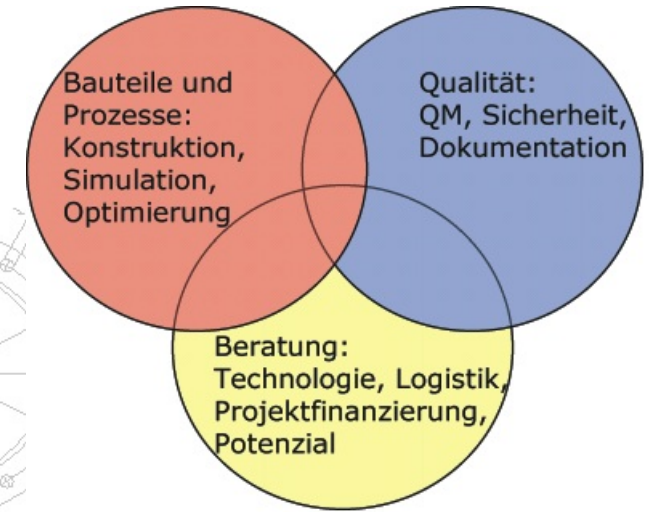 Bauteile und
Prozesse:
Konstruktion,
Simulation,
Optimierung
Qualität:
QM, Sicherheit,
Dokumentation
Beratung:
Technologie, Logistik,
Projektfinanzierung,
Potenzial